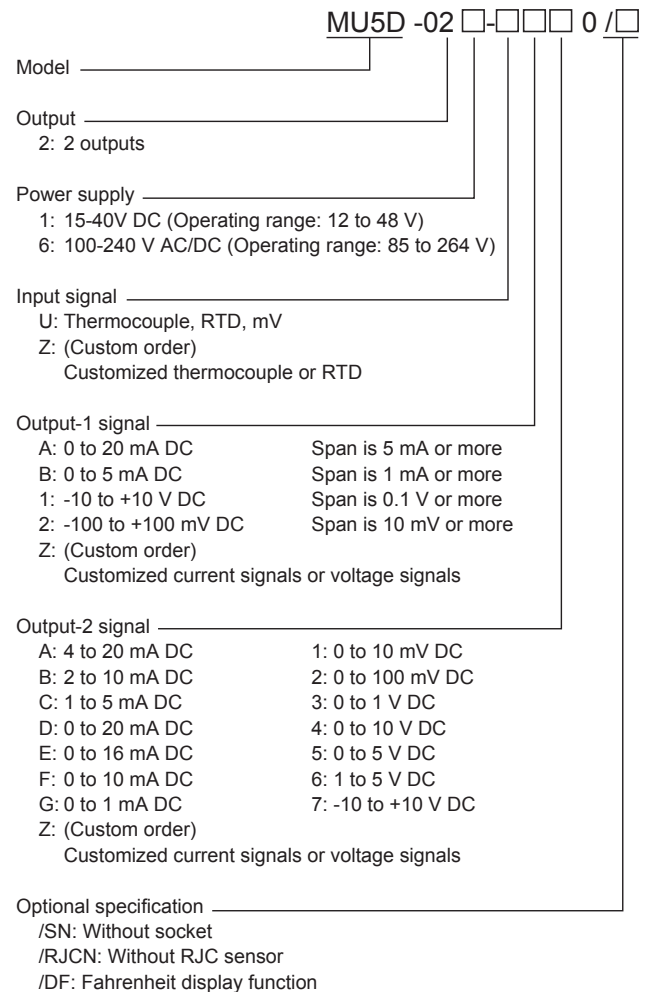 MU5D -02 □-□□□ 0 /□
Model
Output
2: 2 outputs
Power supply
1: 15-40V DC (Operating range: 12 to 48 V)
6: 100-240 V AC/DC (Operating range: 85 to 264 V)
Input signal
U: Thermocouple, RTD, mV
Z: (Custom order)
Customized thermocouple or RTD
Output-1 signal
A: 0 to 20 mA DC Span is 5 mA or more
B: 0 to 5 mA DC Span is 1 mA or more
1: -10 to +10 V DC Span is 0.1 V or more
2: -100 to +100 mV DC Span is 10 mV or more
Z: (Custom order)
Customized current signals or voltage signals
Output-2 signal
A: 4 to 20 mA DC 1: 0 to 10 mV DC
B: 2 to 10 mA DC 2: 0 to 100 mV DC
C: 1 to 5 mA DC 3: 0 to 1 V DC
D: 0 to 20 mA DC 4: 0 to 10 V DC
E: 0 to 16 mA DC 5: 0 to 5 V DC
F: 0 to 10 mA DC 6: 1 to 5 V DC
G: 0 to 1 mA DC 7: -10 to +10 V DC
Z: (Custom order)
Customized current signals or voltage signals
Optional specification
/SN: Without socket
/RJCN: Without RJC sensor
/DF: Fahrenheit display function